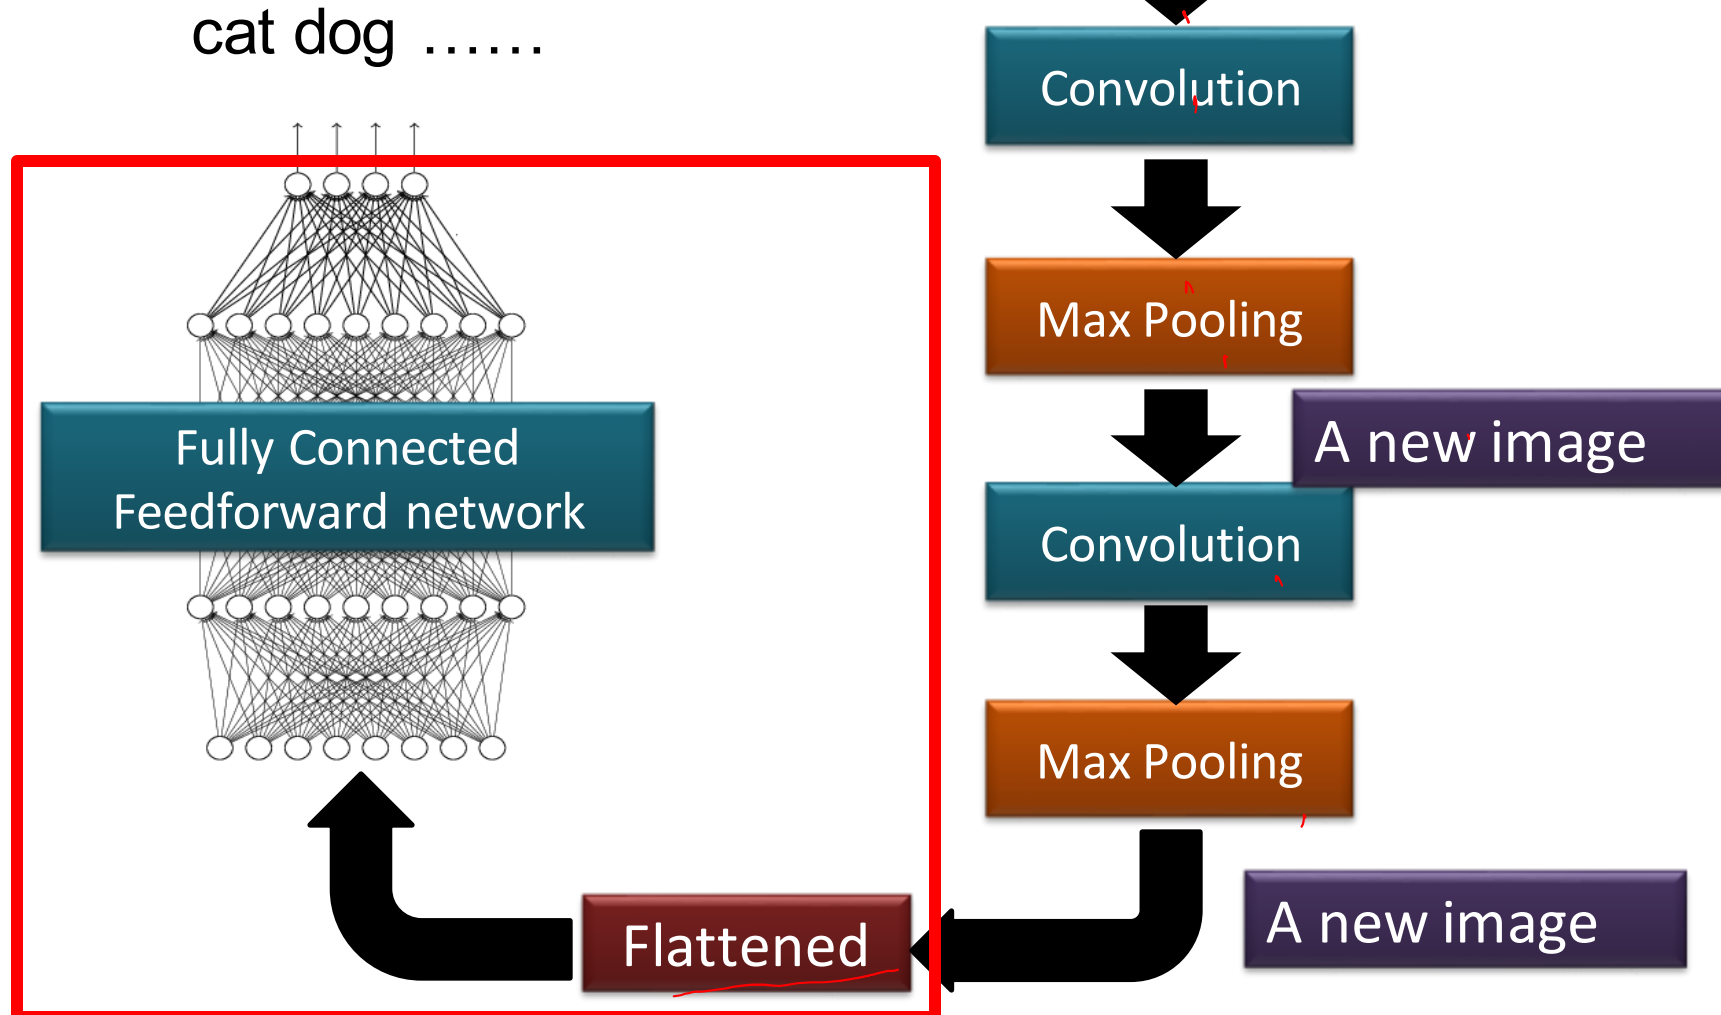 cat dog ......
Convolution
Max Pooling
A new image
Convolution
Max Pooling
A new image
Flattened
Fully Connected
Feedforward network